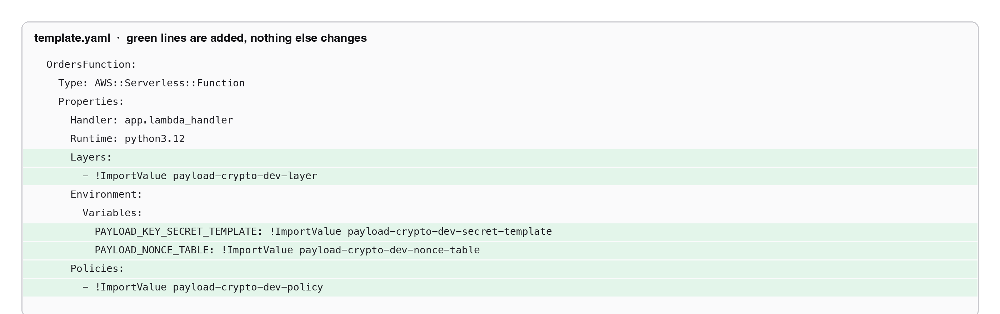 template.yaml · green lines are added, nothing else changes
OrdersFunction:
  Type: AWS::Serverless::Function
  Properties:
    Handler: app.lambda_handler
    Runtime: python3.12
    Layers:
      - !ImportValue payload-crypto-dev-layer
    Environment:
      Variables:
        PAYLOAD_KEY_SECRET_TEMPLATE: !ImportValue payload-crypto-dev-secret-template
        PAYLOAD_NONCE_TABLE: !ImportValue payload-crypto-dev-nonce-table
    Policies:
      - !ImportValue payload-crypto-dev-policy